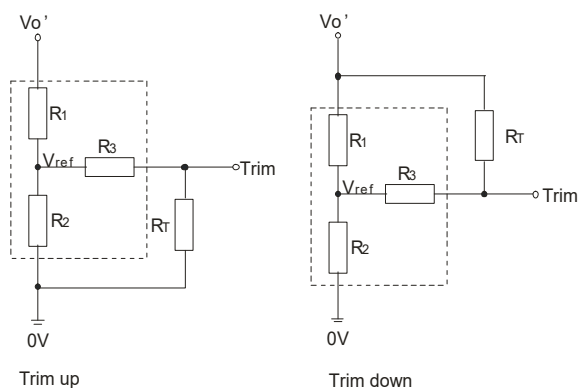 Vo'
R1
Vref
R3
Trim
R2
RT
0V
Trim up
Vo'
R1
RT
Vref
R3
Trim
R2
0V
Trim down